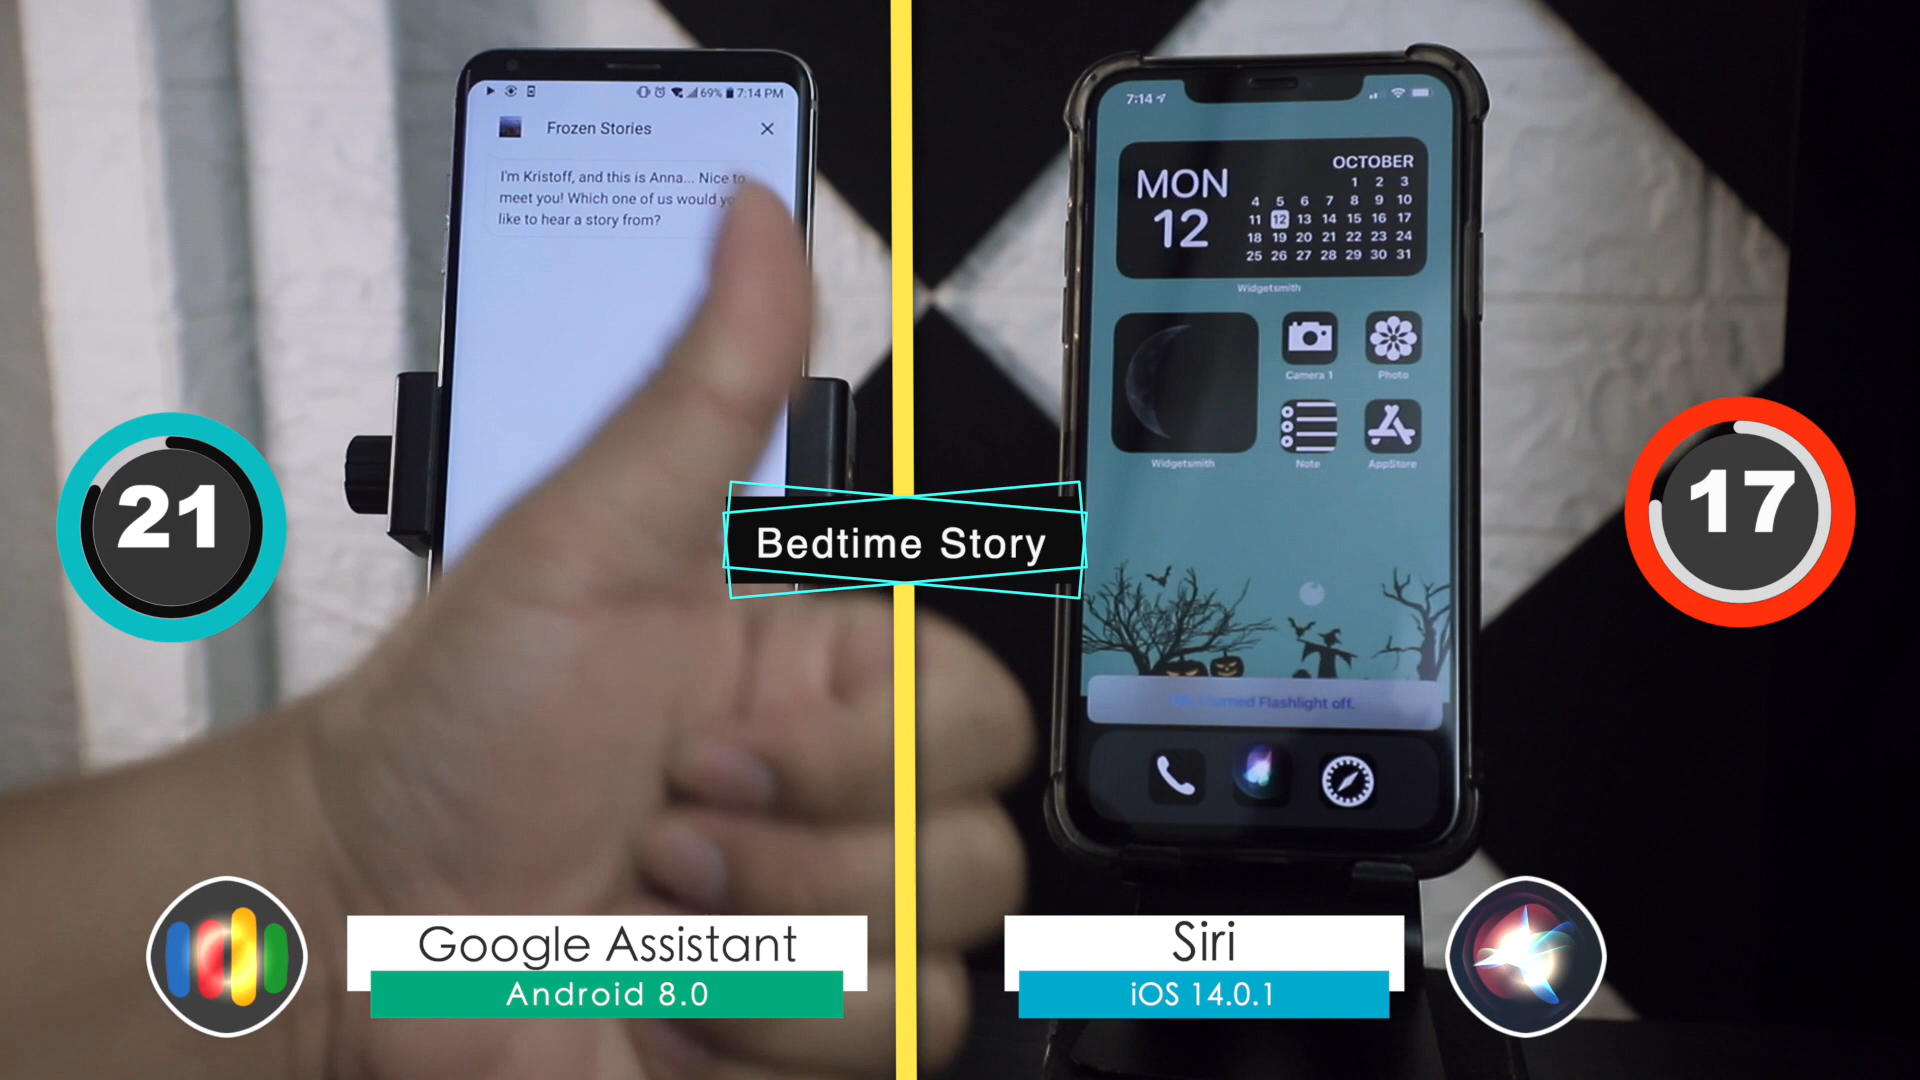 69% 7:14 PM
Frozen Stories
I'm Kristoff, and this is Anna... Nice to
meet you! Which one of us would
like to hear a story from?
7:14
OCTOBER
MON
12
1 2 3
4 5 6 7 8 9 10
11 12 13 14 15 16 17
18 19 20 21 22 23 24
25 26 27 28 29 30 31
Widgetsmith
Camera 1
Photo
Widgetsmith
Note
AppStore
21
Bedtime Story
17
turned Flashlight off.
Google Assistant
Android 8.0
Siri
iOS 14.0.1